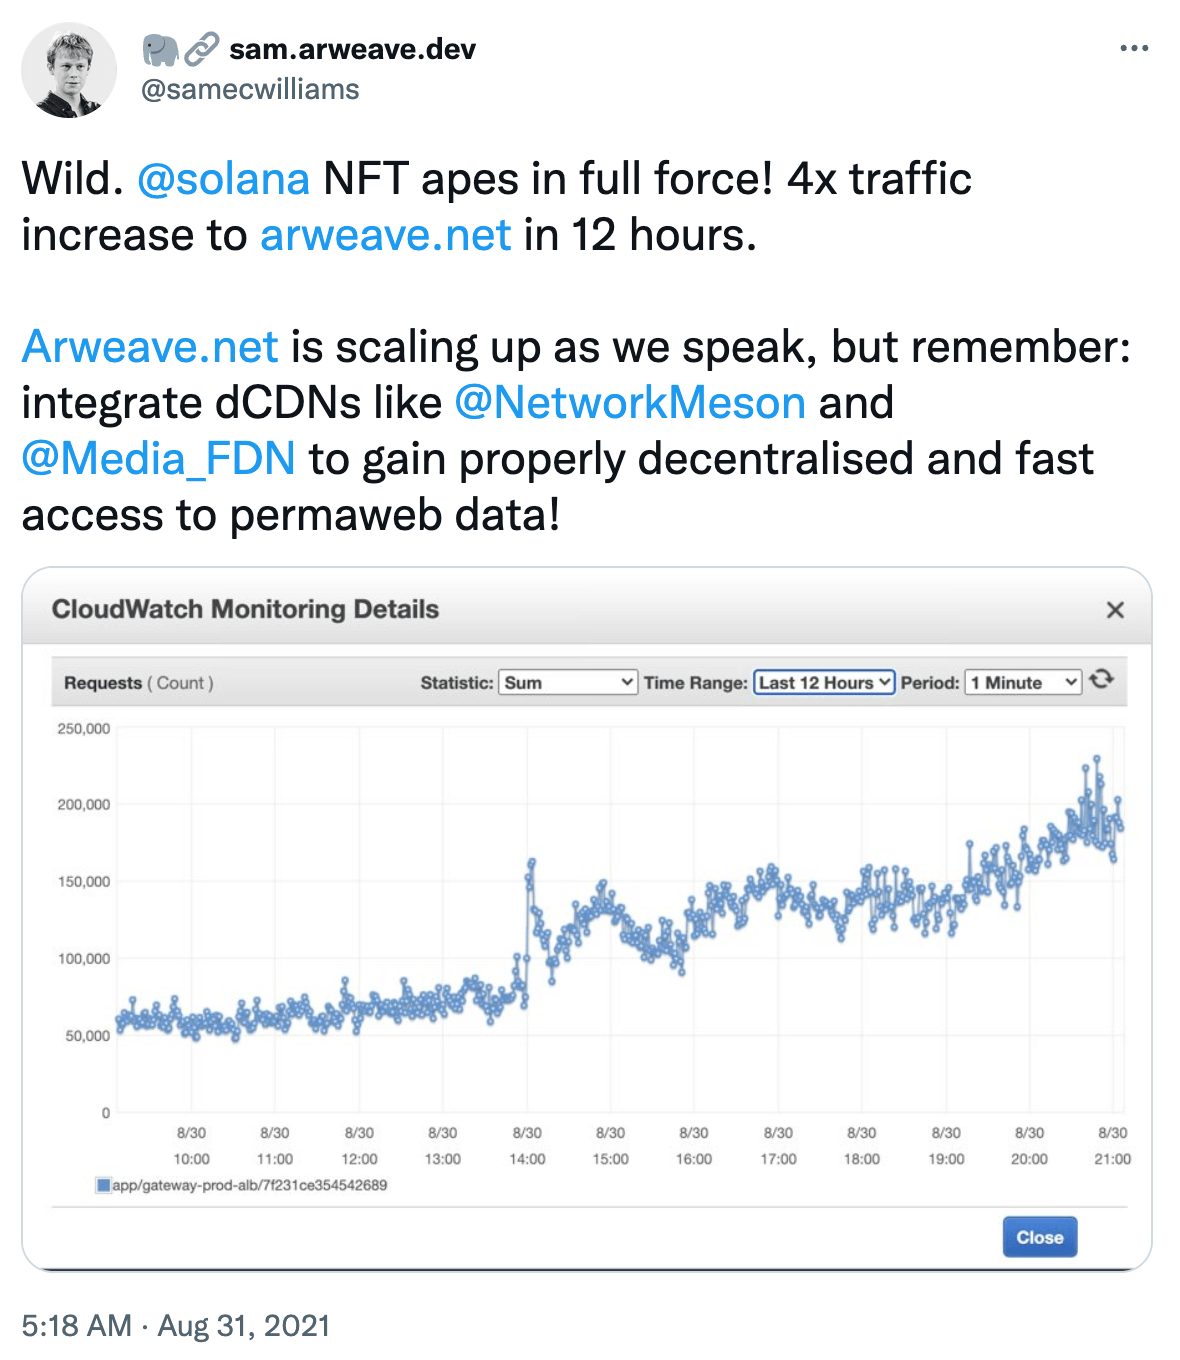 sam.arweave.dev
@samecwilliams
Wild. @solana NFT apes in full force! 4x traffic
increase to arweave.net in 12 hours.
Arweave.net is scaling up as we speak, but remember:
integrate dCDNs like @NetworkMeson and
@Media_FDN to gain properly decentralised and fast
access to permaweb data!
CloudWatch Monitoring Details
Requests ( Count ) Statistic: Sum Time Range: Last 12 Hours Period: 1 Minute
250,000
200,000
150,000
100,000
50,000
0
8/30 8/30 8/30 8/30 8/30 8/30 8/30 8/30 8/30 8/30 8/30 8/30
10:00 11:00 12:00 13:00 14:00 15:00 16:00 17:00 18:00 19:00 20:00 21:00
app/gateway-prod-alb/7f231ce354542689
Close
5:18 AM · Aug 31, 2021